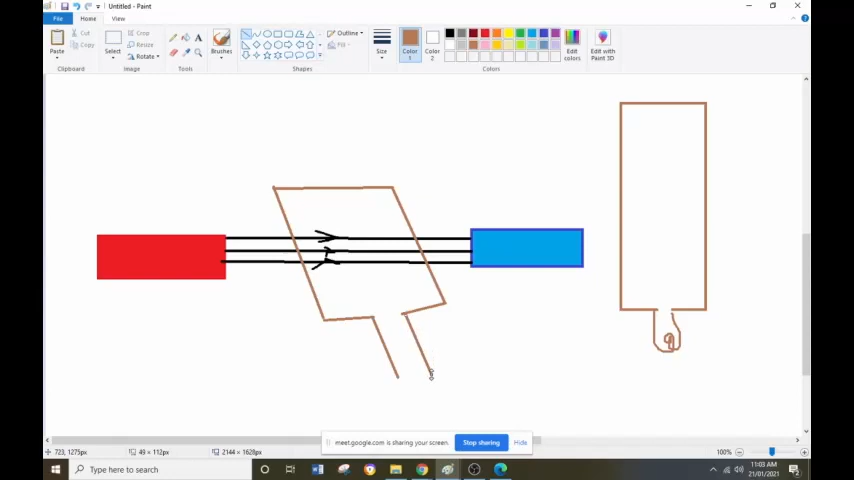 Untitled - Paint
File
Home
View
Paste
Cut
Copy
Clipboard
Select
Crop
Resize
Rotate
Image
Tools
Brushes
Shapes
Outline
Fill
Size
Color
1
Color
2
Edit
colors
Colors
Edit with
Paint 3D
meet.google.com is sharing your screen.
Stop sharing
Hide
723, 1275px
49 × 112px
2144 × 1628px
100%
Type here to search
11:03 AM
21/01/2021